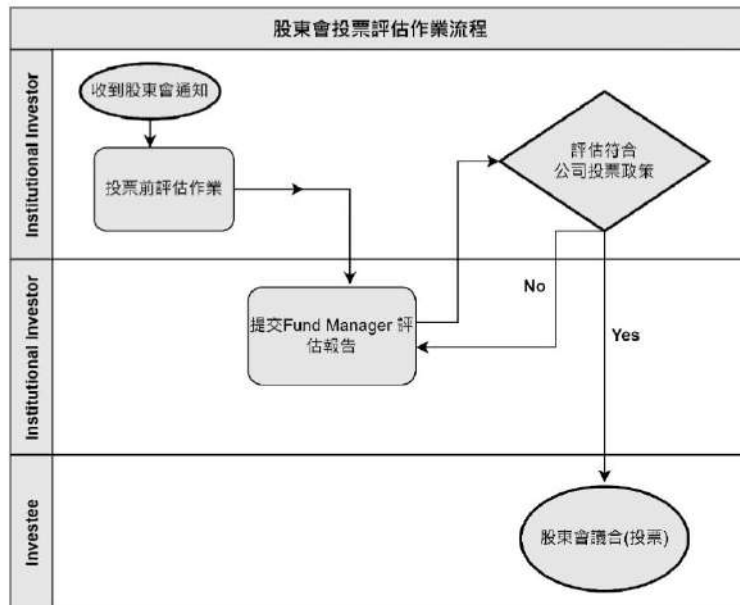 股東會投票評估作業流程
Institutional Investor
收到股東會通知
投票前評估作業
評估符合
公司投票政策
Institutional Investor
提交Fund Manager 評
估報告
No
Yes
Investee
股東會議合(投票)